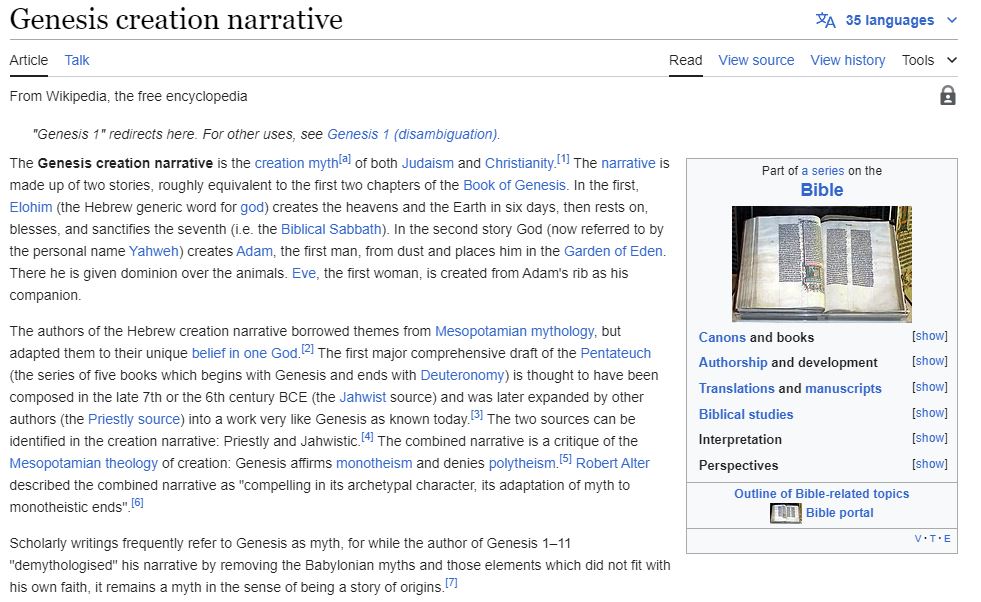 Genesis creation narrative
35 languages
Article Talk
Read View source View history Tools
From Wikipedia, the free encyclopedia
"Genesis 1" redirects here. For other uses, see Genesis 1 (disambiguation).
The Genesis creation narrative is the creation myth[a] of both Judaism and Christianity.[1] The narrative is
made up of two stories, roughly equivalent to the first two chapters of the Book of Genesis. In the first,
Elohim (the Hebrew generic word for god) creates the heavens and the Earth in six days, then rests on,
blesses, and sanctifies the seventh (i.e. the Biblical Sabbath). In the second story God (now referred to by
the personal name Yahweh) creates Adam, the first man, from dust and places him in the Garden of Eden.
There he is given dominion over the animals. Eve, the first woman, is created from Adam's rib as his
companion.
The authors of the Hebrew creation narrative borrowed themes from Mesopotamian mythology, but
adapted them to their unique belief in one God.[2] The first major comprehensive draft of the Pentateuch
(the series of five books which begins with Genesis and ends with Deuteronomy) is thought to have been
composed in the late 7th or the 6th century BCE (the Jahwist source) and was later expanded by other
authors (the Priestly source) into a work very like Genesis as known today.[3] The two sources can be
identified in the creation narrative: Priestly and Jahwistic.[4] The combined narrative is a critique of the
Mesopotamian theology of creation: Genesis affirms monotheism and denies polytheism.[5] Robert Alter
described the combined narrative as "compelling in its archetypal character, its adaptation of myth to
monotheistic ends".[6]
Scholarly writings frequently refer to Genesis as myth, for while the author of Genesis 1–11
"demythologised" his narrative by removing the Babylonian myths and those elements which did not fit with
his own faith, it remains a myth in the sense of being a story of origins.[7]
Part of a series on the
Bible
Canons and books [show]
Authorship and development [show]
Translations and manuscripts [show]
Biblical studies [show]
Interpretation [show]
Perspectives [show]
Outline of Bible-related topics
Bible portal
V · T · E